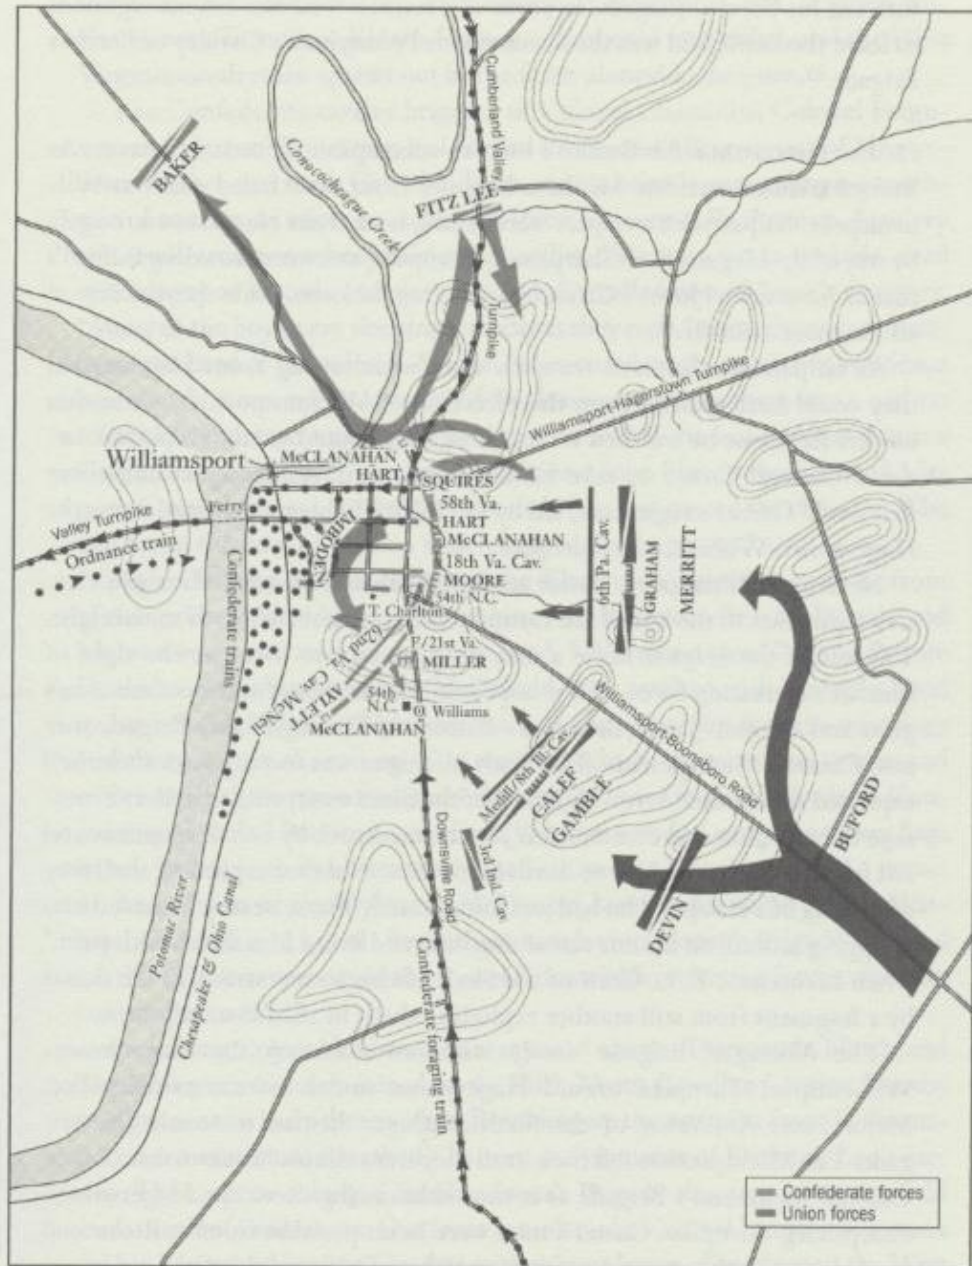 BAKER
Conococheague Creek
Cumberland Valley
Turnpike
FITZ LEE
Williamsport-Hagerstown Turnpike
Williamsport
McCLANAHAN
HART
SQUIRES
58th Va.
HART
McCLANAHAN
18th Va. Cav.
MOORE
54th N.C.
IMBODEN
Ferry
Valley Turnpike
Ordnance train
Confederate trains
T. Charlton
62nd Va.
F/21st Va.
MILLER
Cav./McNeil
AYLETT
54th
N.C.
O. Williams
McCLANAHAN
6th Pa. Cav.
GRAHAM
MERRITT
Williamsport-Boonsboro Road
Medill/8th Ill. Cav.
CALEF
GAMBLE
3rd Ind. Cav.
BUFORD
DEVIN
Downsville Road
Confederate foraging train
Potomac River
Chesapeake & Ohio Canal
Confederate forces
Union forces